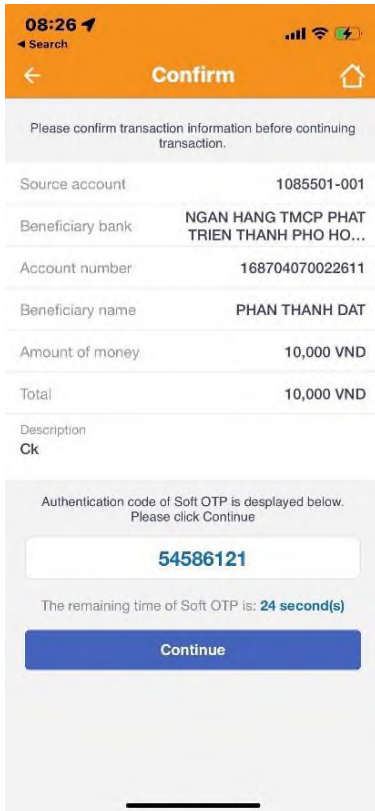 08:26
Search
Confirm
Please confirm transaction information before continuing
transaction.
Source account 1085501-001
Beneficiary bank NGAN HANG TMCP PHAT
TRIEN THANH PHO HO...
Account number 168704070022611
Beneficiary name PHAN THANH DAT
Amount of money 10,000 VND
Total 10,000 VND
Description
Ck
Authentication code of Soft OTP is desplayed below.
Please click Continue
54586121
The remaining time of Soft OTP is: 24 second(s)
Continue